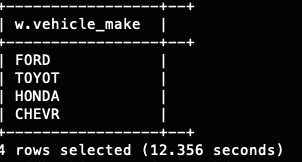 +------------------+--+
| w.vehicle_make  |
+------------------+--+
| FORD            |
| TOYOT           |
| HONDA           |
| CHEVR           |
+------------------+--+
4 rows selected (12.356 seconds)